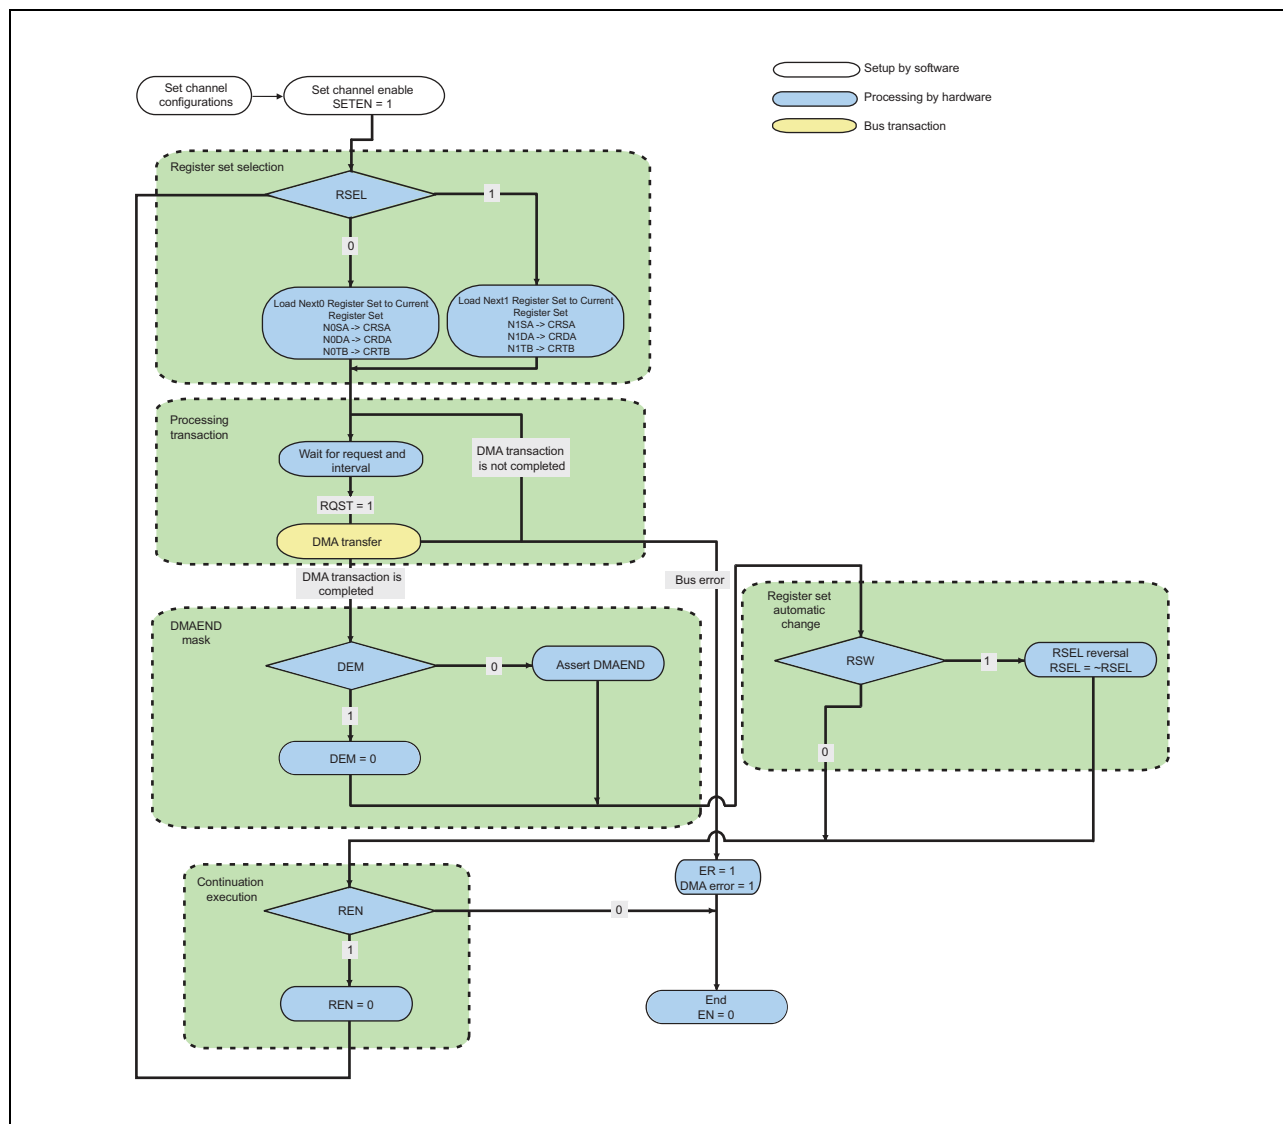 Set channel
configurations
Set channel enable
SETEN = 1
Setup by software
Processing by hardware
Bus transaction
Register set selection
RSEL
1
0
Load Next0 Register Set to Current
Register Set
N0SA -> CRSA
N0DA -> CRDA
N0TB -> CRTB
Load Next1 Register Set to Current
Register Set
N1SA -> CRSA
N1DA -> CRDA
N1TB -> CRTB
Processing
transaction
Wait for request and
interval
DMA transaction
is not completed
RQST = 1
DMA transfer
DMA transaction is
completed
Bus error
Register set
automatic
change
RSW
1
RSEL reversal
RSEL = ~RSEL
0
DMAEND
mask
DEM
0
Assert DMAEND
1
DEM = 0
ER = 1
DMA error = 1
Continuation
execution
REN
0
1
REN = 0
End
EN = 0